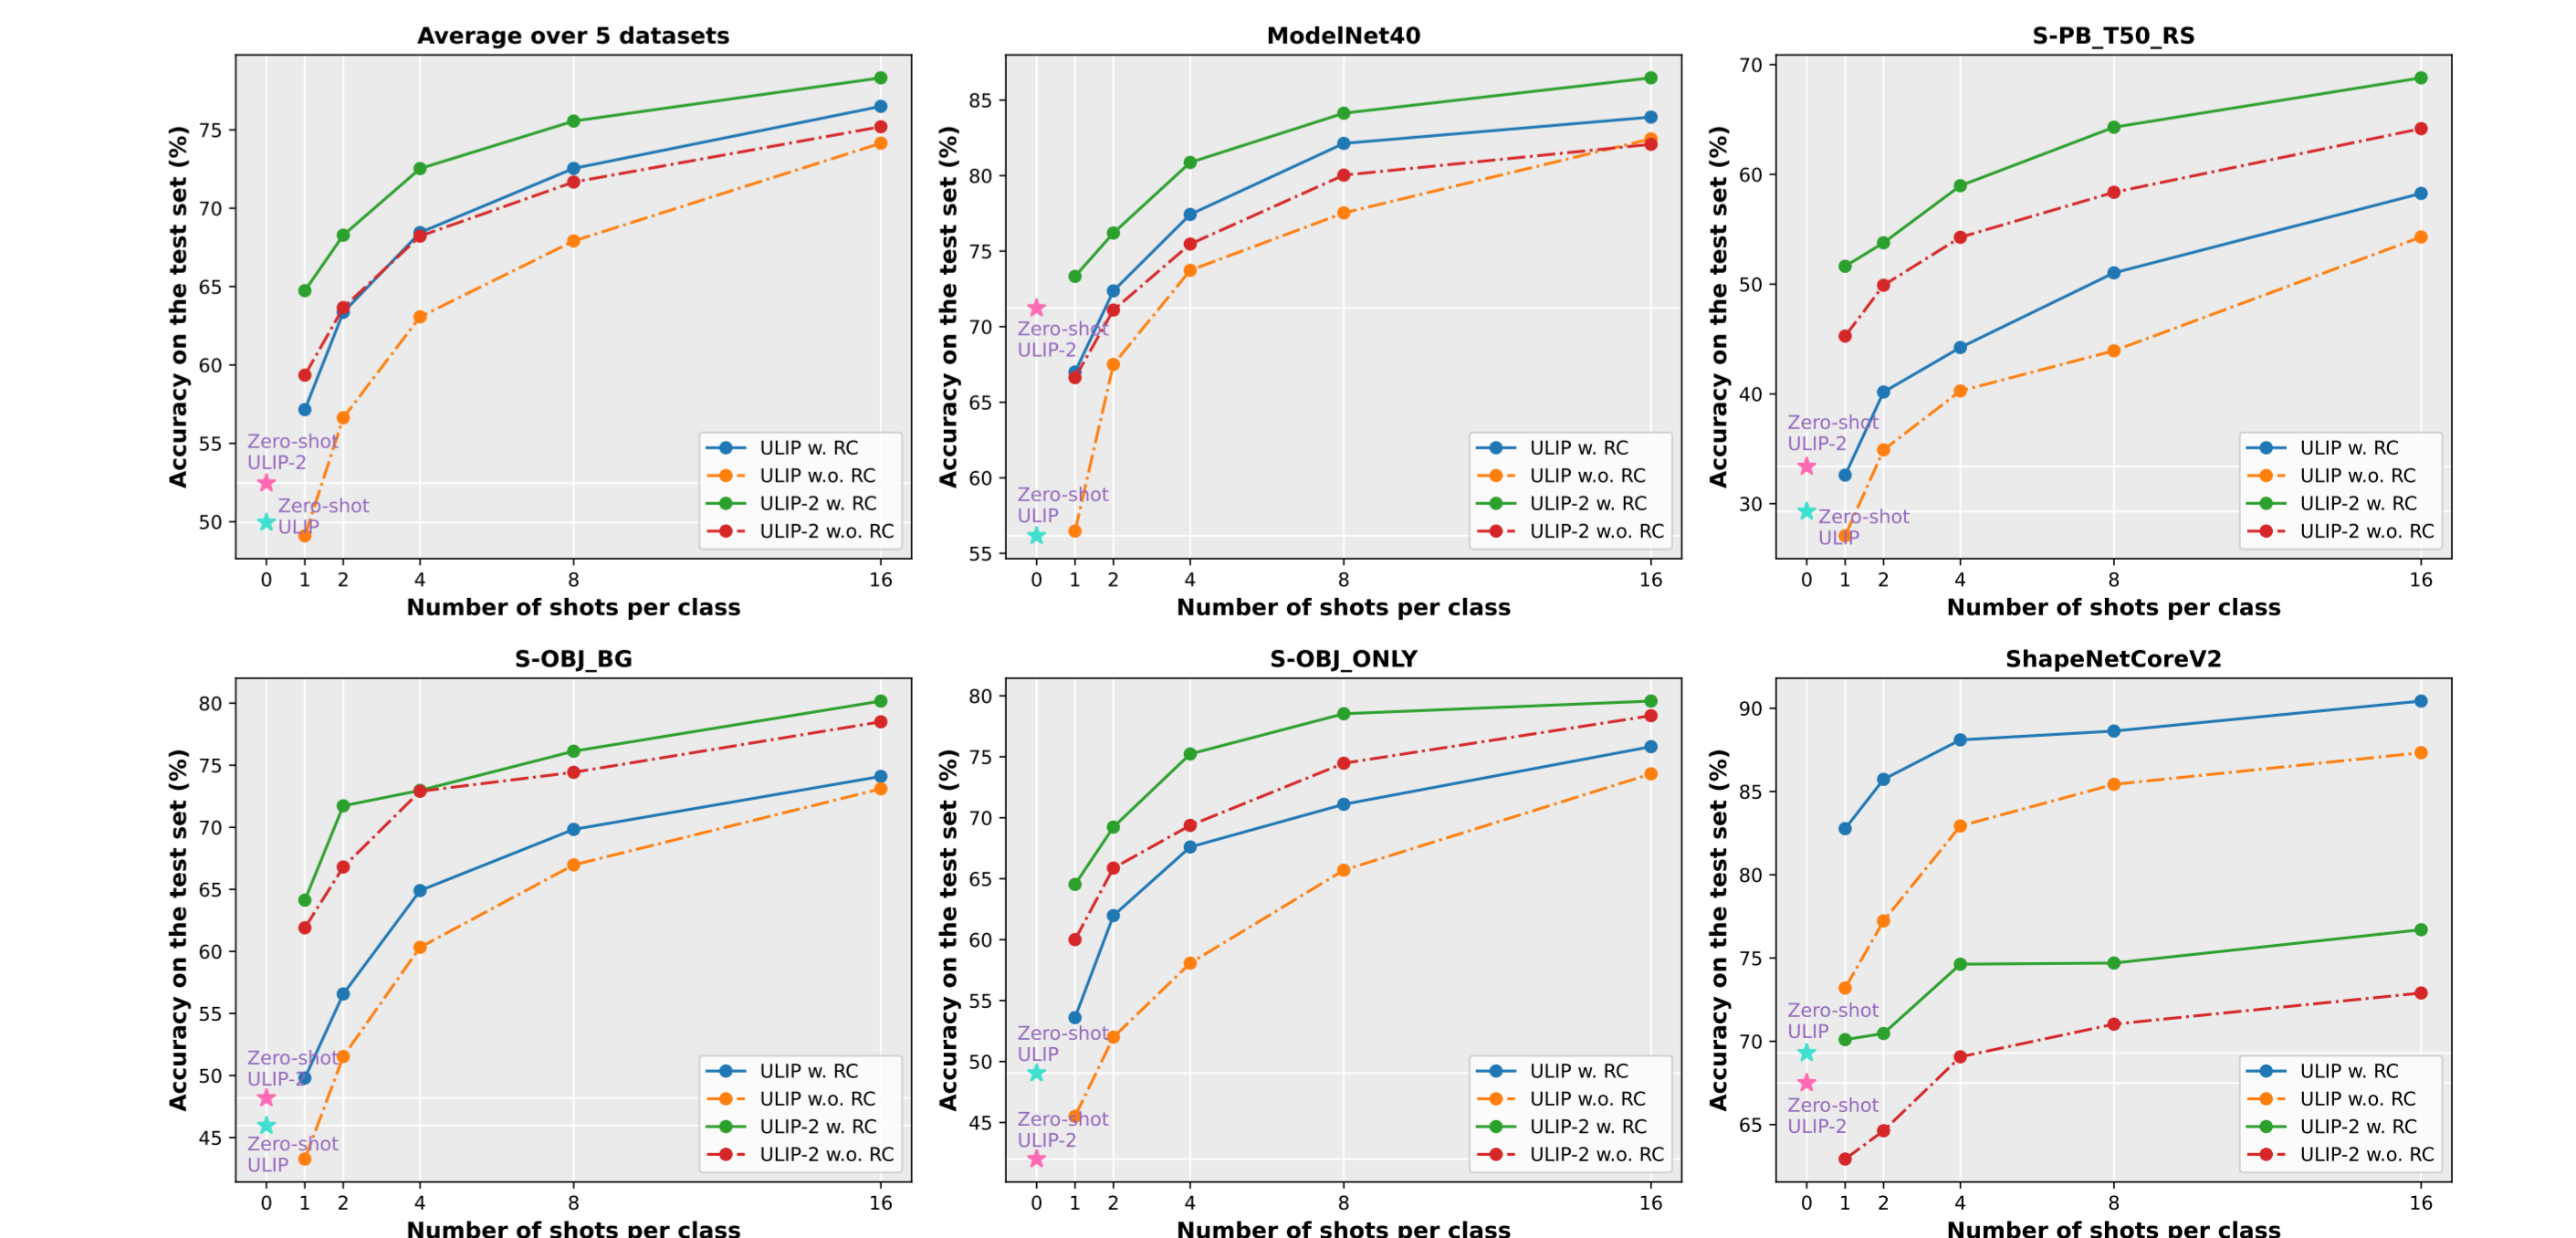 Average over 5 datasets
Accuracy on the test set (%)
75
70
65
60
55
50
Zero-shot
ULIP-2
Zero-shot
ULIP
ULIP w. RC
ULIP w.o. RC
ULIP-2 w. RC
ULIP-2 w.o. RC
0 1 2 4 8 16
Number of shots per class
ModelNet40
Accuracy on the test set (%)
85
80
75
70
65
60
55
Zero-shot
ULIP-2
Zero-shot
ULIP
ULIP w. RC
ULIP w.o. RC
ULIP-2 w. RC
ULIP-2 w.o. RC
0 1 2 4 8 16
Number of shots per class
S-PB_T50_RS
Accuracy on the test set (%)
70
60
50
40
30
Zero-shot
ULIP-2
Zero-shot
ULIP
ULIP w. RC
ULIP w.o. RC
ULIP-2 w. RC
ULIP-2 w.o. RC
0 1 2 4 8 16
Number of shots per class
S-OBJ_BG
Accuracy on the test set (%)
80
75
70
65
60
55
50
45
Zero-shot
ULIP-2
Zero-shot
ULIP
ULIP w. RC
ULIP w.o. RC
ULIP-2 w. RC
ULIP-2 w.o. RC
0 1 2 4 8 16
Number of shots per class
S-OBJ_ONLY
Accuracy on the test set (%)
80
75
70
65
60
55
50
45
Zero-shot
ULIP
Zero-shot
ULIP-2
ULIP w. RC
ULIP w.o. RC
ULIP-2 w. RC
ULIP-2 w.o. RC
0 1 2 4 8 16
Number of shots per class
ShapeNetCoreV2
Accuracy on the test set (%)
90
85
80
75
70
65
Zero-shot
ULIP
Zero-shot
ULIP-2
ULIP w. RC
ULIP w.o. RC
ULIP-2 w. RC
ULIP-2 w.o. RC
0 1 2 4 8 16
Number of shots per class